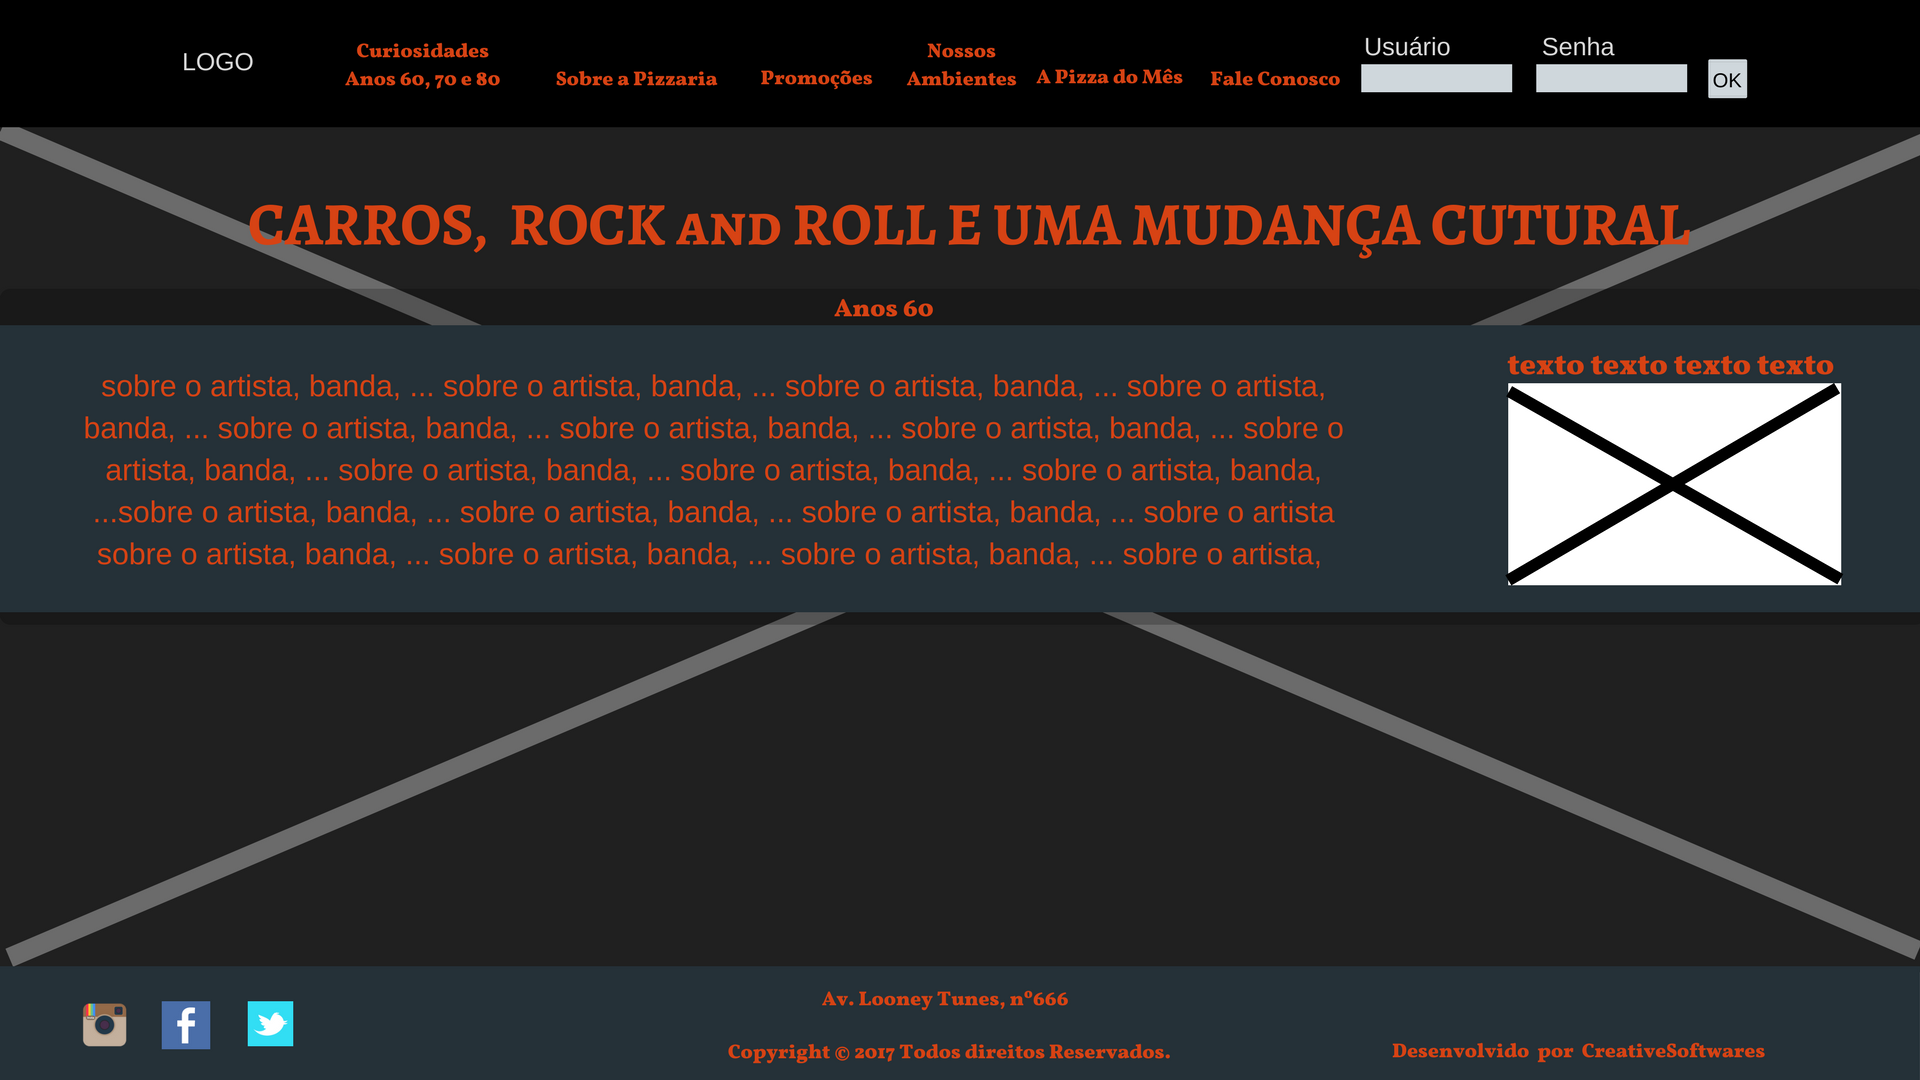 LOGO
Curiosidades
Anos 60, 70 e 80
Sobre a Pizzaria
Promoções
Nossos
Ambientes
A Pizza do Mês
Fale Conosco
Usuário
Senha
OK
CARROS, ROCK AND ROLL E UMA MUDANÇA CUTURAL
Anos 60
sobre o artista, banda, ... sobre o artista, banda, ... sobre o artista, banda, ... sobre o artista,
banda, ... sobre o artista, banda, ... sobre o artista, banda, ... sobre o artista, banda, ... sobre o
artista, banda, ... sobre o artista, banda, ... sobre o artista, banda, ... sobre o artista, banda,
...sobre o artista, banda, ... sobre o artista, banda, ... sobre o artista, banda, ... sobre o artista
sobre o artista, banda, ... sobre o artista, banda, ... sobre o artista, banda, ... sobre o artista,
texto texto texto texto
Av. Looney Tunes, nº666
Copyright © 2017 Todos direitos Reservados.
Desenvolvido por CreativeSoftwares